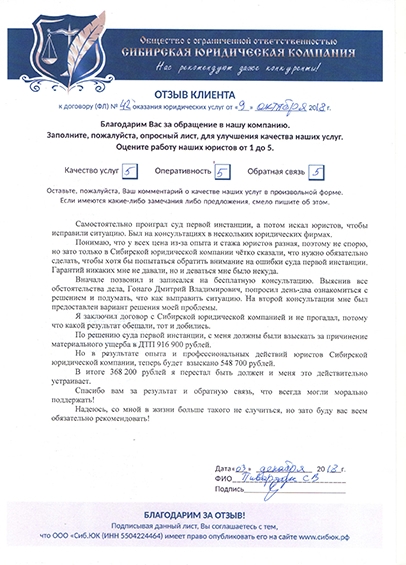 Общество с ограниченной ответственностью
СИБИРСКАЯ ЮРИДИЧЕСКАЯ КОМПАНИЯ
Нас рекомендуют даже конкуренты!
ОТЗЫВ КЛИЕНТА
к договору (ФЛ) № 42 оказания юридических услуг от «9» октября 2018 г.
Благодарим Вас за обращение в нашу компанию.
Заполните, пожалуйста, опросный лист, для улучшения качества наших услуг.
Оцените работу наших юристов от 1 до 5.
Качество услуг 5 Оперативность 5 Обратная связь 5
Оставьте, пожалуйста, Ваш комментарий о качестве наших услуг в произвольной форме.
Если имеются какие-либо замечания либо предложения, смело пишите об этом.
Самостоятельно проиграл суд первой инстанции, а потом искал юристов, чтобы
исправили ситуацию. Был на консультациях в нескольких юридических фирмах.
Понимаю, что у всех цена из-за опыта и стажа юристов разная, поэтому не спорю,
но зато только в Сибирской юридической компании чётко сказали, что нужно обязательно
сделать, чтобы хотя бы попытаться обратить внимание на ошибки суда первой инстанции.
Гарантий никаких мне не давали, но и деваться мне было некуда.
Вначале позвонил и записался на бесплатную консультацию. Выяснив все
обстоятельства дела, Гонаго Дмитрий Владимирович, попросил день-два ознакомиться с
решением и подумать, что как выправить ситуацию. На второй консультации мне был
предоставлен вариант решения моей проблемы.
Я заключил договор с Сибирской юридической компанией и не прогадал, потому
что какой результат обещали, тот и добились.
По решению суда первой инстанции, с меня должны были взыскать за причинение
материального ущерба в ДТП 916 900 рублей.
Но в результате опыта и профессиональных действий юристов Сибирской
юридической компании, теперь будет взыскано 548 700 рублей.
В итоге 368 200 рублей я перестал быть должен и меня это действительно
устраивает.
Спасибо вам за результат и обратную связь, что всегда могли морально
поддержать!
Надеюсь, со мной в жизни больше такого не случиться, но зато буду вас всем
обязательно рекомендовать!
Дата «03» декабря 2018 г.
ФИО С.В
Подпись
БЛАГОДАРИМ ЗА ОТЗЫВ!
Подписывая данный лист, Вы соглашаетесь с тем,
что ООО «Сиб.ЮК (ИНН 5504224464) имеет право опубликовать его на сайте www.сибюк.рф